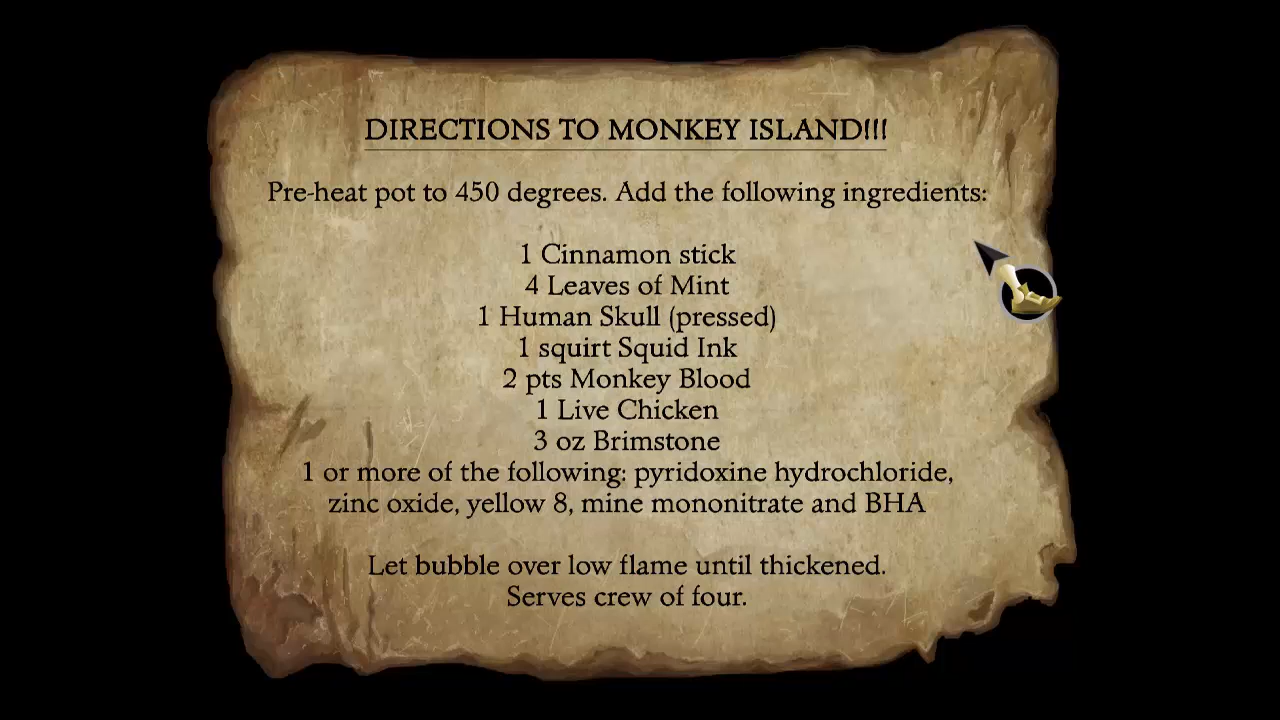 DIRECTIONS TO MONKEY ISLAND!!!
Pre-heat pot to 450 degrees. Add the following ingredients:
1 Cinnamon stick
4 Leaves of Mint
1 Human Skull (pressed)
1 squirt Squid Ink
2 pts Monkey Blood
1 Live Chicken
3 oz Brimstone
1 or more of the following: pyridoxine hydrochloride,
zinc oxide, yellow 8, mine mononitrate and BHA
Let bubble over low flame until thickened.
Serves crew of four.